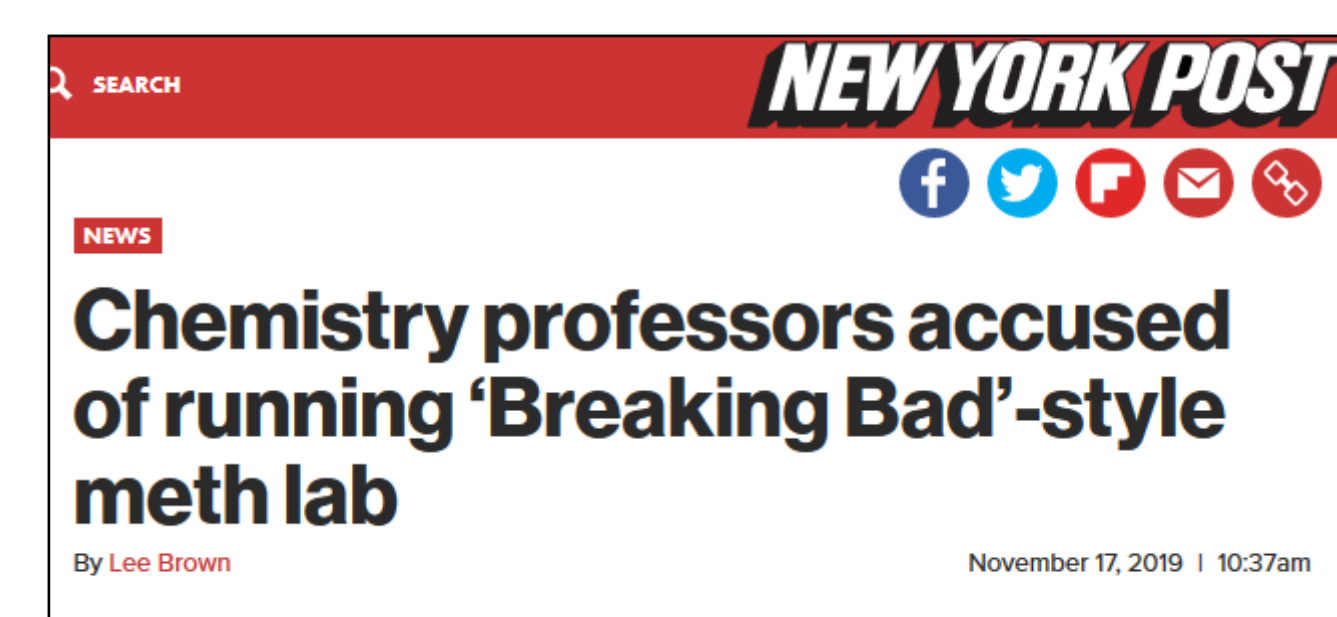 SEARCH
NEW YORK POST
NEWS
Chemistry professors accused
of running ‘Breaking Bad’-style
meth lab
By Lee Brown
November 17, 2019 | 10:37am